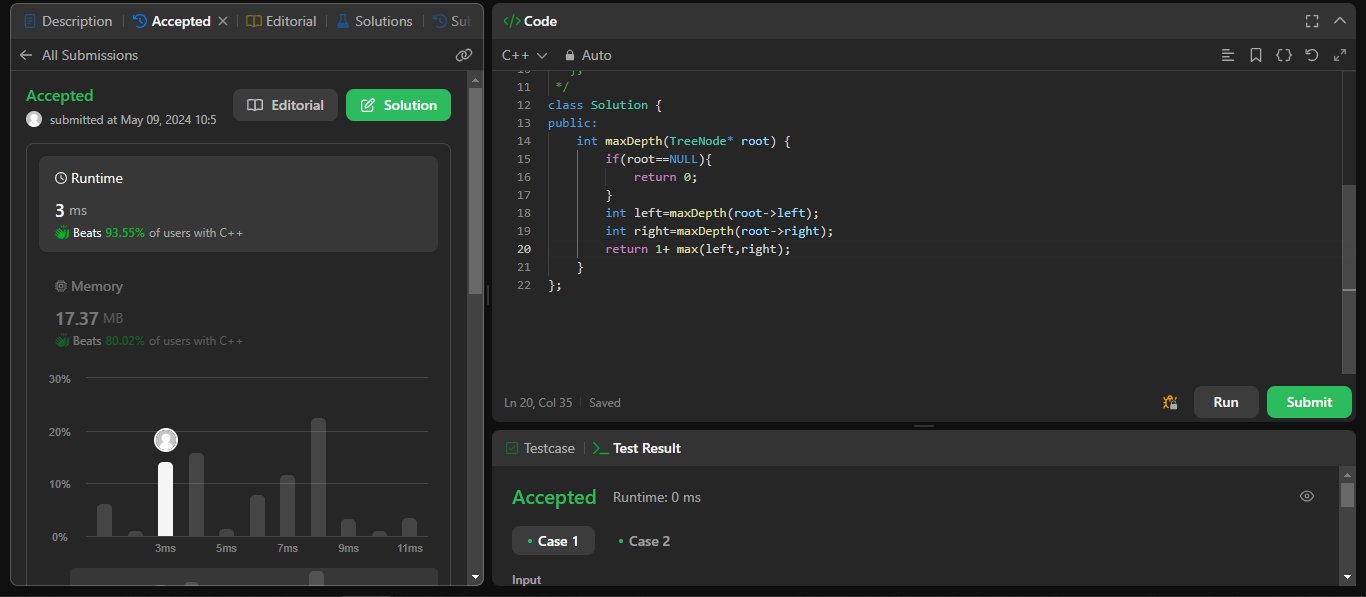 Description Accepted Editorial Solutions Sub
All Submissions
Accepted
submitted at May 09, 2024 10:5
Editorial
Solution
Runtime
3 ms
Beats 93.55% of users with C++
Memory
17.37 MB
Beats 80.02% of users with C++
30%
20%
10%
0%
3ms 5ms 7ms 9ms 11ms
</> Code
C++ Auto
11 */
12 class Solution {
13 public:
14 int maxDepth(TreeNode* root) {
15 if(root==NULL){
16 return 0;
17 }
18 int left=maxDepth(root->left);
19 int right=maxDepth(root->right);
20 return 1+ max(left,right);
21 }
22 };
Ln 20, Col 35 Saved
Run
Submit
Testcase >_ Test Result
Accepted Runtime: 0 ms
• Case 1 • Case 2
Input